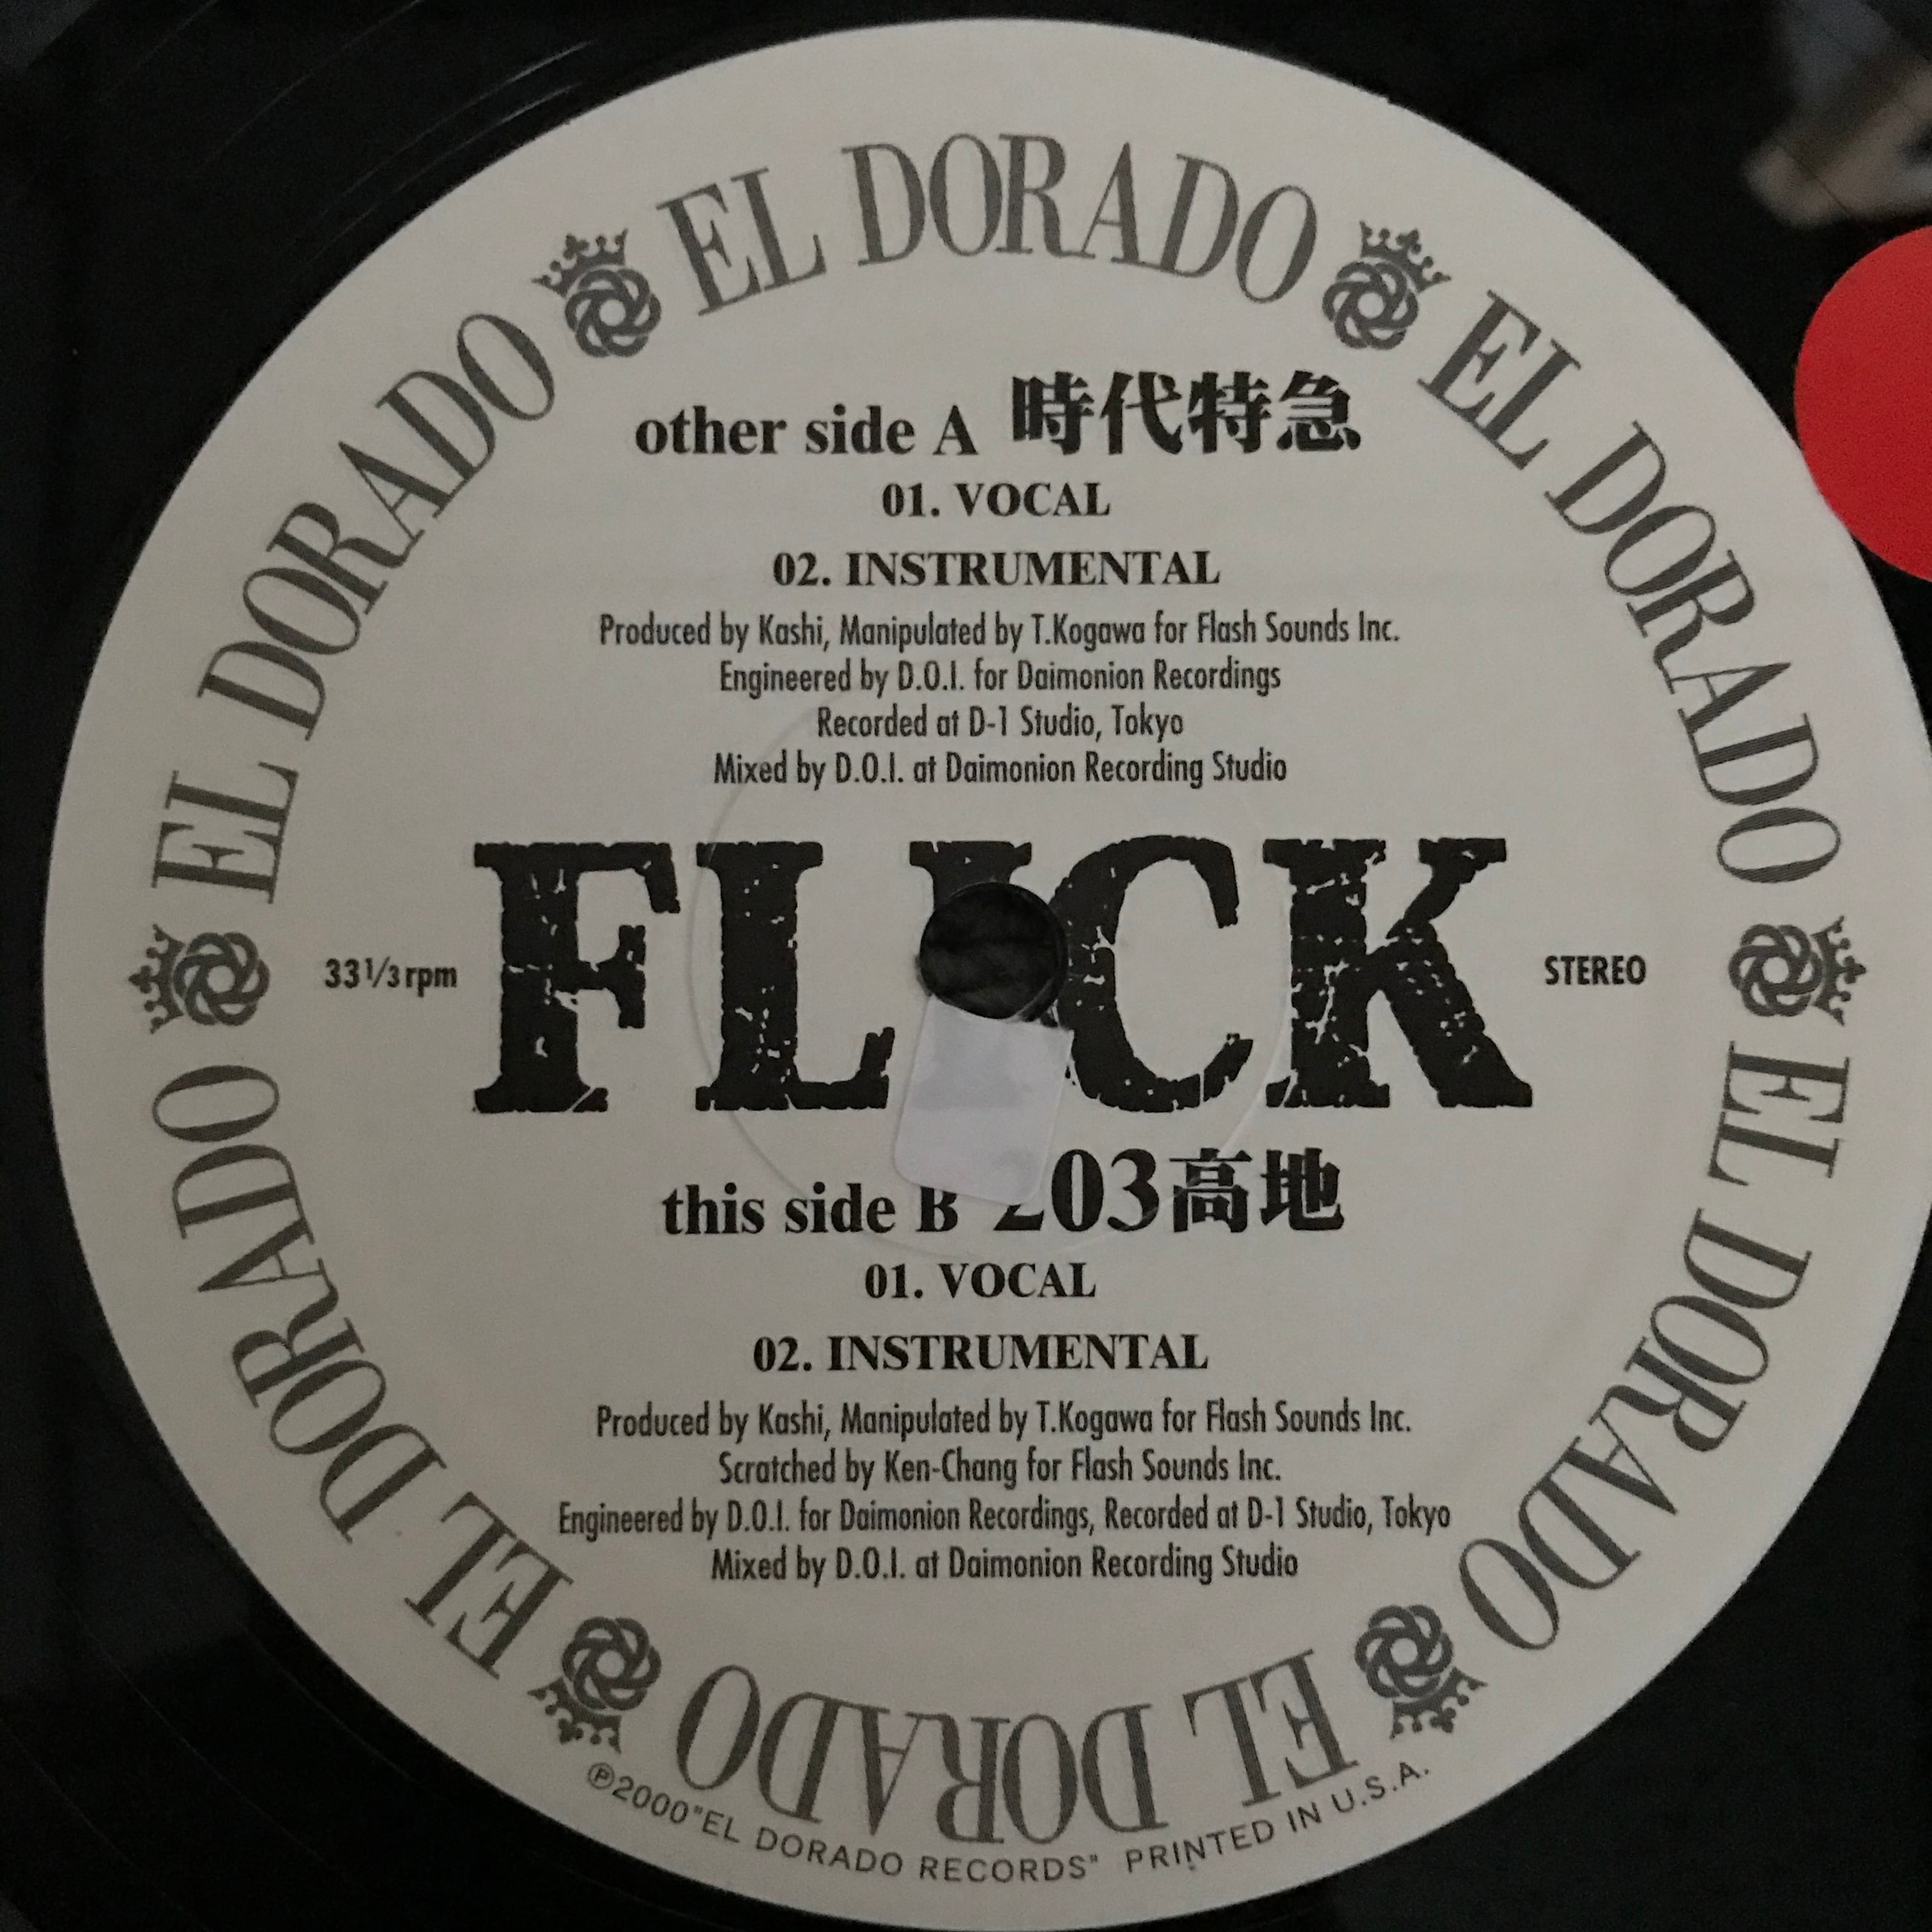 EL DORADO EL DORADO EL DORADO EL DORADO EL DORADO EL DORADO
other side A 時代特急
01. VOCAL
02. INSTRUMENTAL
Produced by Kashi, Manipulated by T.Kogawa for Flash Sounds Inc.
Engineered by D.O.I. for Daimonion Recordings
Recorded at D-1 Studio, Tokyo
Mixed by D.O.I. at Daimonion Recording Studio
33 1/3 rpm
FLICK
STEREO
this side B 203高地
01. VOCAL
02. INSTRUMENTAL
Produced by Kashi, Manipulated by T.Kogawa for Flash Sounds Inc.
Scratched by Ken-Chang for Flash Sounds Inc.
Engineered by D.O.I. for Daimonion Recordings, Recorded at D-1 Studio, Tokyo
Mixed by D.O.I. at Daimonion Recording Studio
℗2000"EL DORADO RECORDS" PRINTED IN U.S.A.